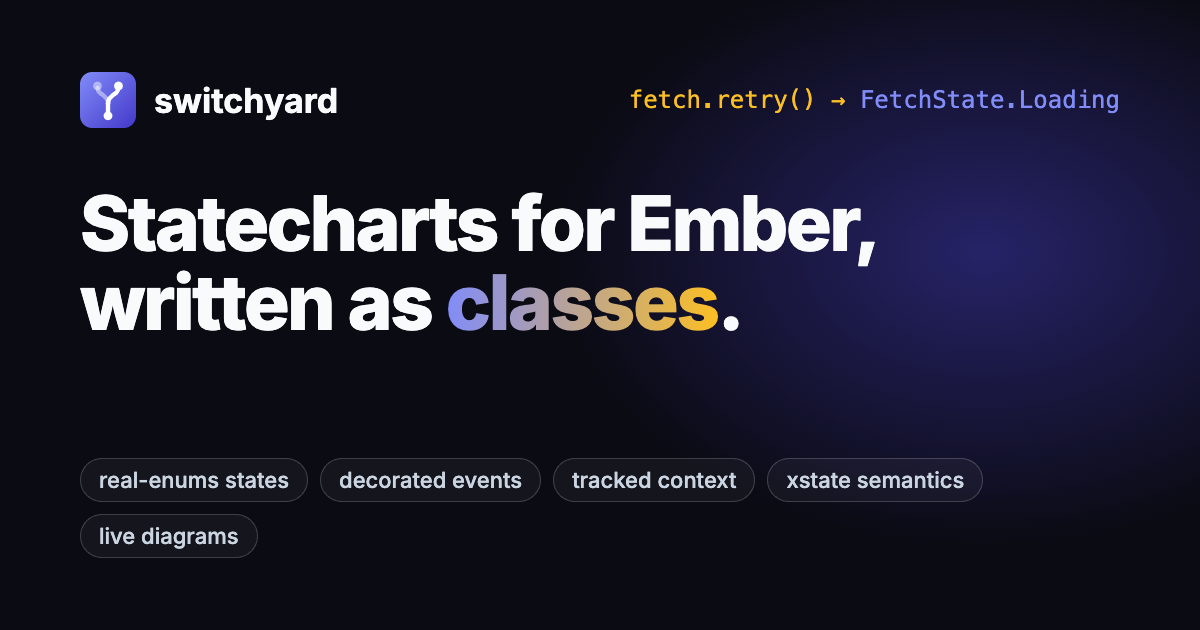 switchyard
fetch.retry() → FetchState.Loading
Statecharts for Ember,
written as classes.
real-enums states
decorated events
tracked context
xstate semantics
live diagrams